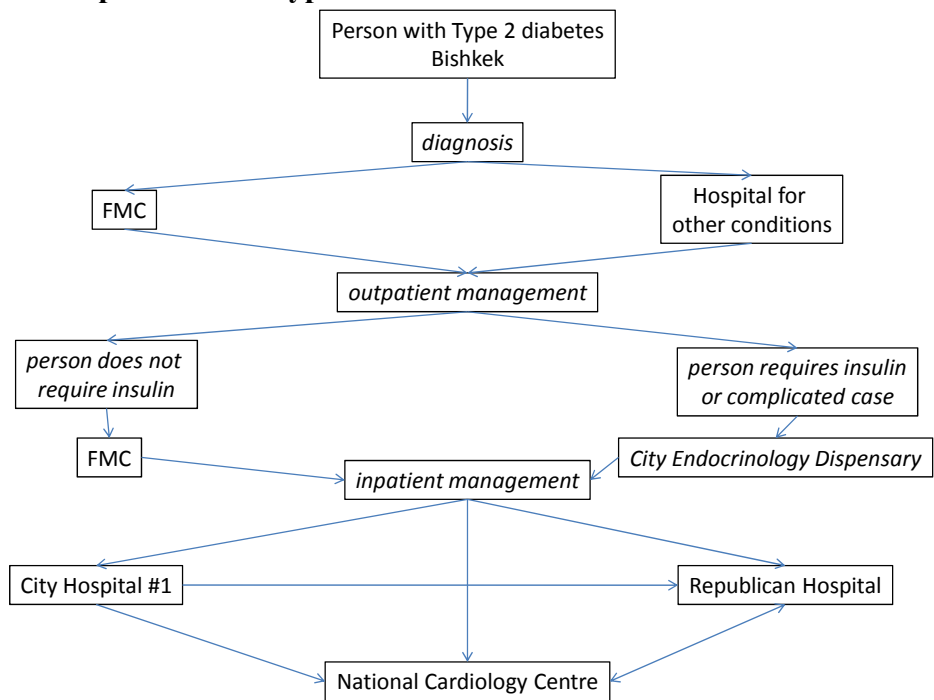 Person with Type 2 diabetes
Bishkek
diagnosis
FMC
Hospital for
other conditions
outpatient management
person does not
require insulin
person requires insulin
or complicated case
FMC
City Endocrinology Dispensary
inpatient management
City Hospital #1
Republican Hospital
National Cardiology Centre